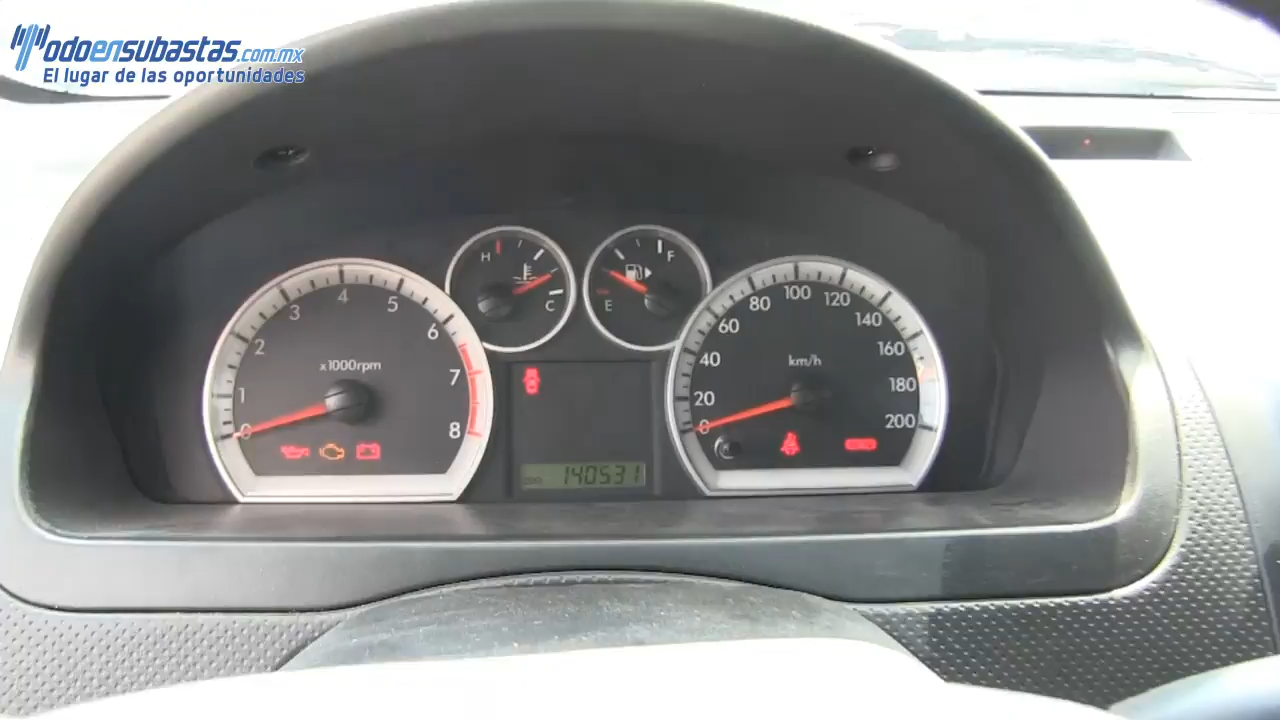 Todoensubastas.com.mx
El lugar de las oportunidades
H
C
F
E
0
1
2
3
4
5
6
7
8
x1000rpm
0
20
40
60
80
100
120
140
160
180
200
km/h
140531